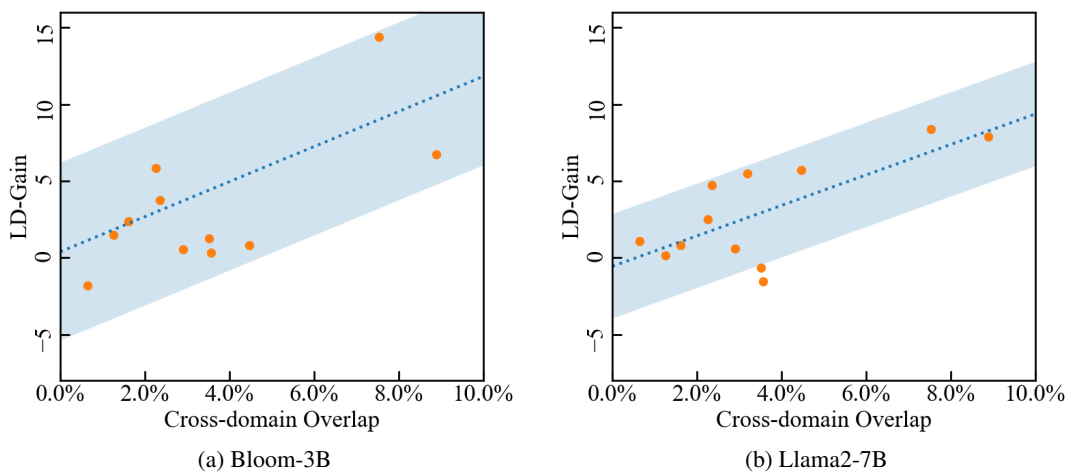 15
10
5
0
−5
LD-Gain
0.0% 2.0% 4.0% 6.0% 8.0% 10.0%
Cross-domain Overlap
(a) Bloom-3B
15
10
5
0
−5
LD-Gain
0.0% 2.0% 4.0% 6.0% 8.0% 10.0%
Cross-domain Overlap
(b) Llama2-7B